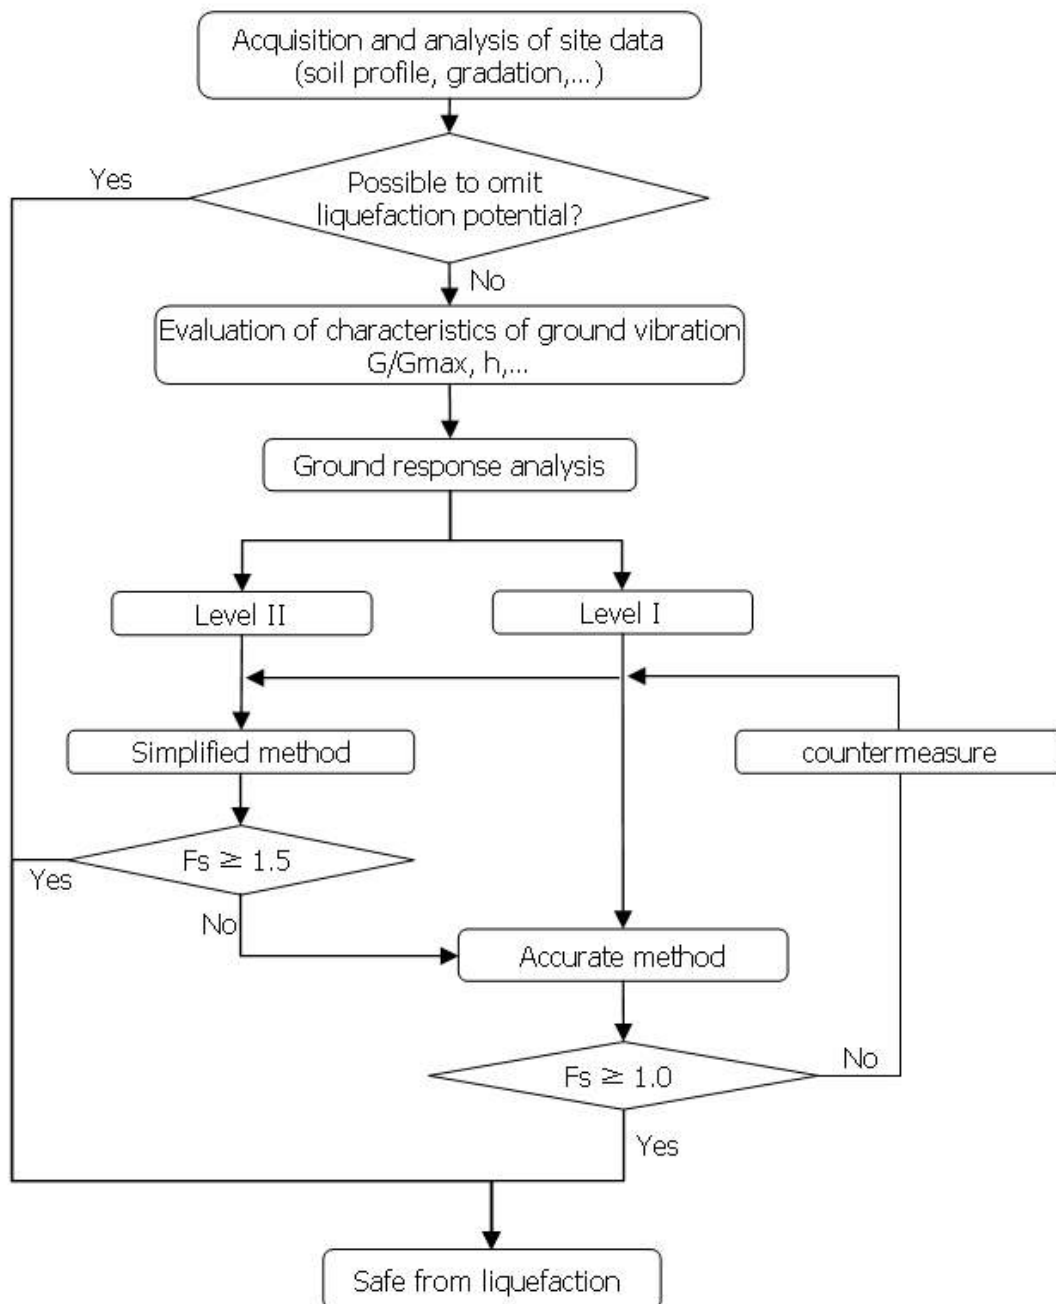 Acquisition and analysis of site data
(soil profile, gradation,...)
Yes
Possible to omit
liquefaction potential?
No
Evaluation of characteristics of ground vibration
G/Gmax, h,...
Ground response analysis
Level II
Level I
Simplified method
countermeasure
Fs ≥ 1.5
Yes
No
Accurate method
Fs ≥ 1.0
No
Yes
Safe from liquefaction